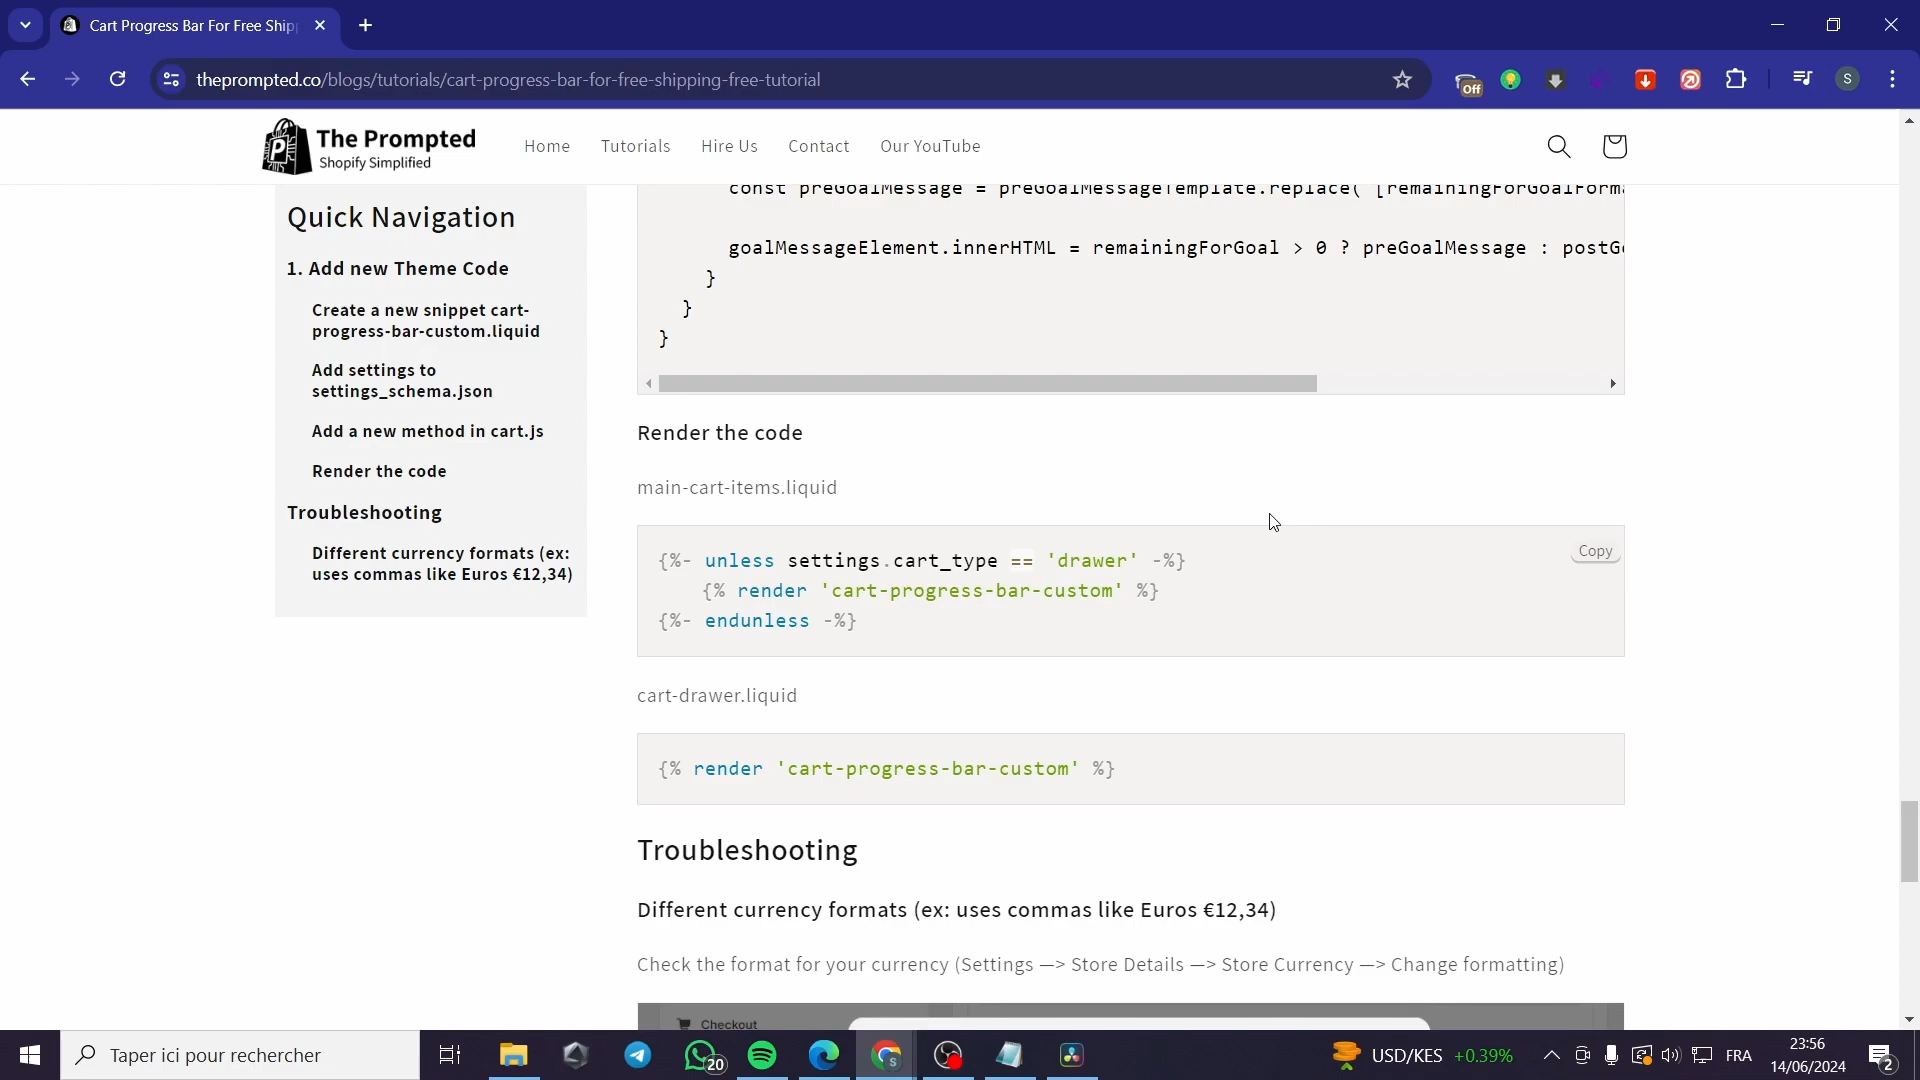 Cart Progress Bar For Free Ship
theprompted.co/blogs/tutorials/cart-progress-bar-for-free-shipping-free-tutorial
Off
S
The Prompted
Shopify Simplified
Home
Tutorials
Hire Us
Contact
Our YouTube
Quick Navigation
1. Add new Theme Code
Create a new snippet cart-
progress-bar-custom.liquid
Add settings to
settings_schema.json
Add a new method in cart.js
Render the code
Troubleshooting
Different currency formats (ex:
uses commas like Euros €12,34)
const preGoalMessage = preGoalMessageTemplate.replace('[remainingForGoalForma
goalMessageElement.innerHTML = remainingForGoal > 0 ? preGoalMessage : postGo
}
}
}
Render the code
main-cart-items.liquid
{%- unless settings.cart_type == 'drawer' -%}
{% render 'cart-progress-bar-custom' %}
{%- endunless -%}
Copy
cart-drawer.liquid
{% render 'cart-progress-bar-custom' %}
Troubleshooting
Different currency formats (ex: uses commas like Euros €12,34)
Check the format for your currency (Settings —> Store Details —> Store Currency —> Change formatting)
Checkout
Taper ici pour rechercher
20
USD/KES +0.39%
FRA
23:56
14/06/2024
2